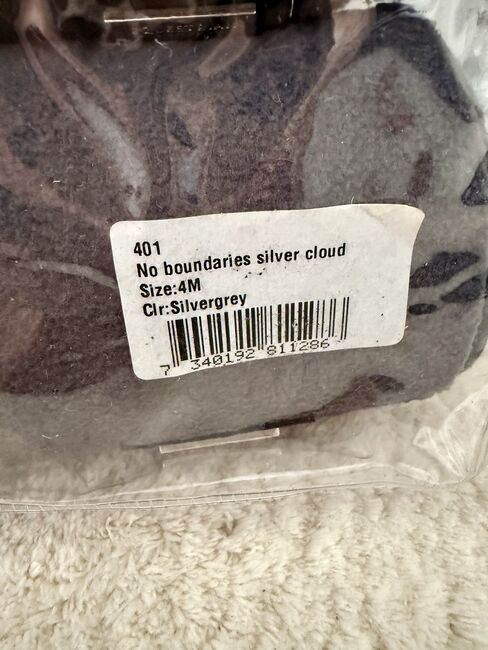 401
No boundaries silver cloud
Size:4M
Clr:Silvergrey
7 340192 811286